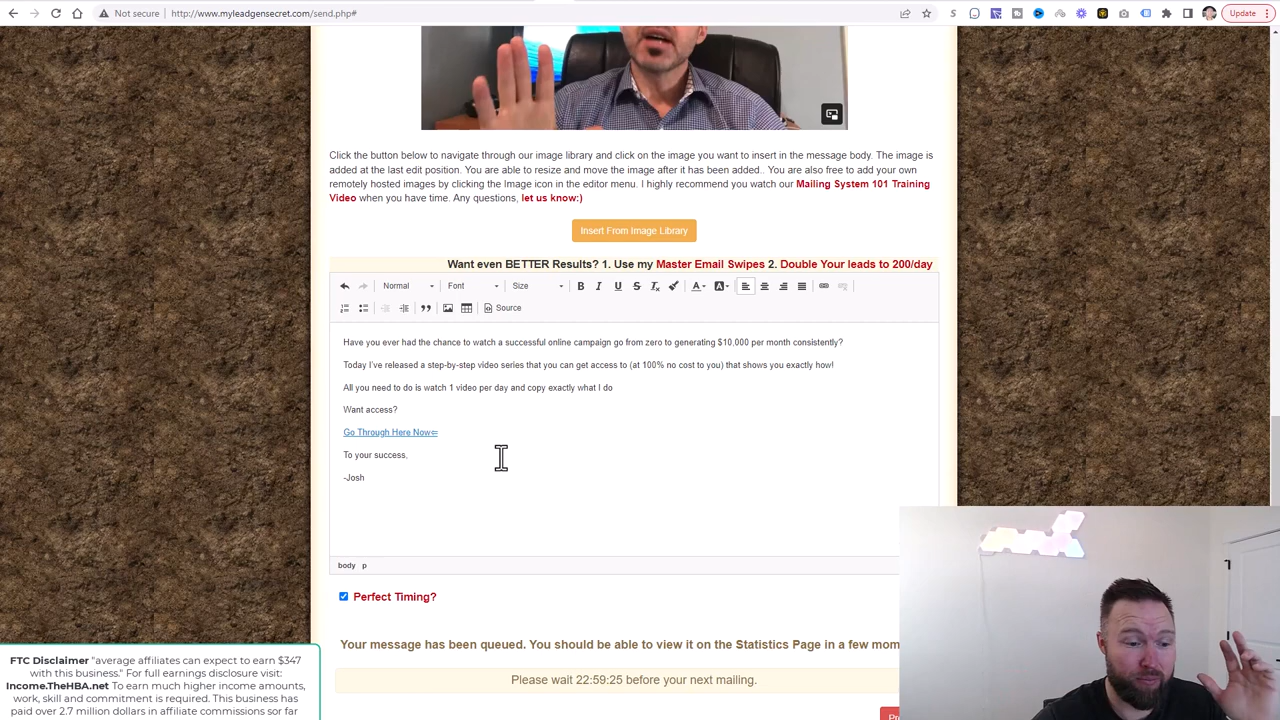 Not secure
http://www.myleadgensecret.com/send.php#
Update
Click the button below to navigate through our image library and click on the image you want to insert in the message body. The image is
added at the last edit position. You are able to resize and move the image after it has been added.. You are also free to add your own
remotely hosted images by clicking the Image icon in the editor menu. I highly recommend you watch our Mailing System 101 Training
Video when you have time. Any questions, let us know:)
Insert From Image Library
Want even BETTER Results? 1. Use my Master Email Swipes 2. Double Your leads to 200/day
Normal Font Size B I U S A A
Source
Have you ever had the chance to watch a successful online campaign go from zero to generating $10,000 per month consistently?
Today I've released a step-by-step video series that you can get access to (at 100% no cost to you) that shows you exactly how!
All you need to do is watch 1 video per day and copy exactly what I do
Want access?
Go Through Here Now⇐
To your success,
-Josh
body p
Perfect Timing?
Your message has been queued. You should be able to view it on the Statistics Page in a few mom
Please wait 22:59:25 before your next mailing.
FTC Disclaimer "average affiliates can expect to earn $347
with this business." For full earnings disclosure visit:
Income.TheHBA.net To earn much higher income amounts,
work, skill and commitment is required. This business has
paid over 2.7 million dollars in affiliate commissions sor far